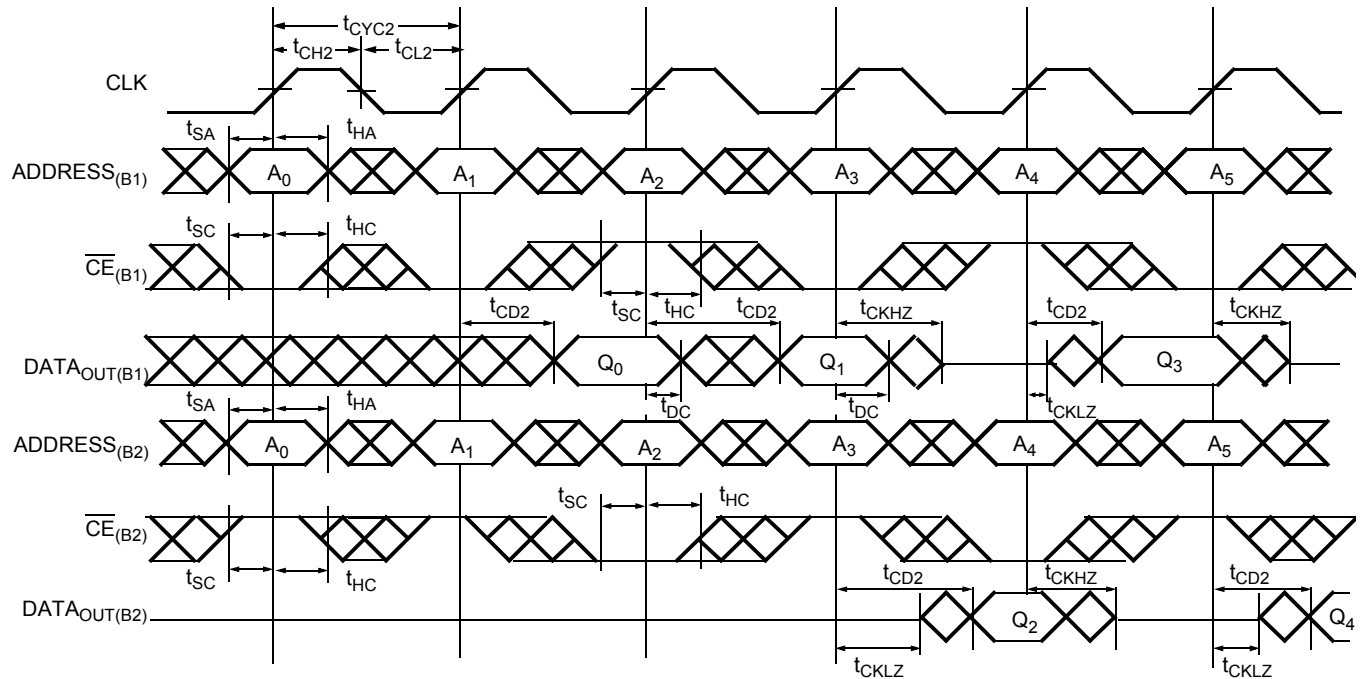 tCYC2
tCH2 tCL2
CLK
tSA tHA
ADDRESS(B1) A0 A1 A2 A3 A4 A5
tSC tHC
CE(B1)
tSC tHC
tCD2 tCD2 tCKHZ tCD2 tCKHZ
DATAOUT(B1) Q0 Q1 Q3
tSA tHA tDC tDC tCKLZ
ADDRESS(B2) A0 A1 A2 A3 A4 A5
tSC tHC
CE(B2)
tSC tHC
tCD2 tCKHZ tCD2
DATAOUT(B2) Q2 Q4
tCKLZ tCKLZ